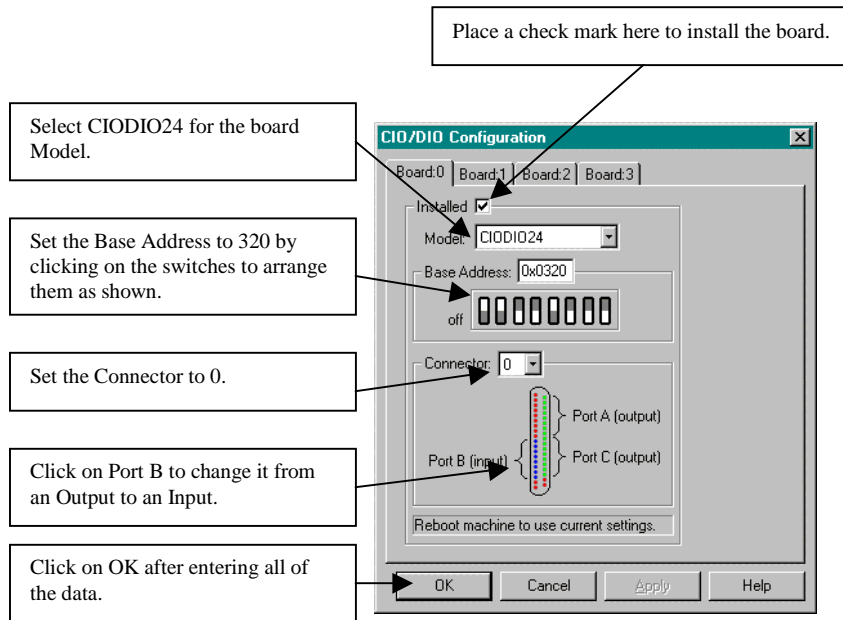 Place a check mark here to install the board.
Select CIODIO24 for the board
Model.
Set the Base Address to 320 by
clicking on the switches to arrange
them as shown.
Set the Connector to 0.
Click on Port B to change it from
an Output to an Input.
Click on OK after entering all of
the data.
CIO/DIO Configuration
Board:0 Board:1 Board:2 Board:3
Installed
Model: CIODIO24
Base Address: 0x0320
off
Connector: 0
Port A (output)
Port B (input) Port C (output)
Reboot machine to use current settings.
OK Cancel Apply Help